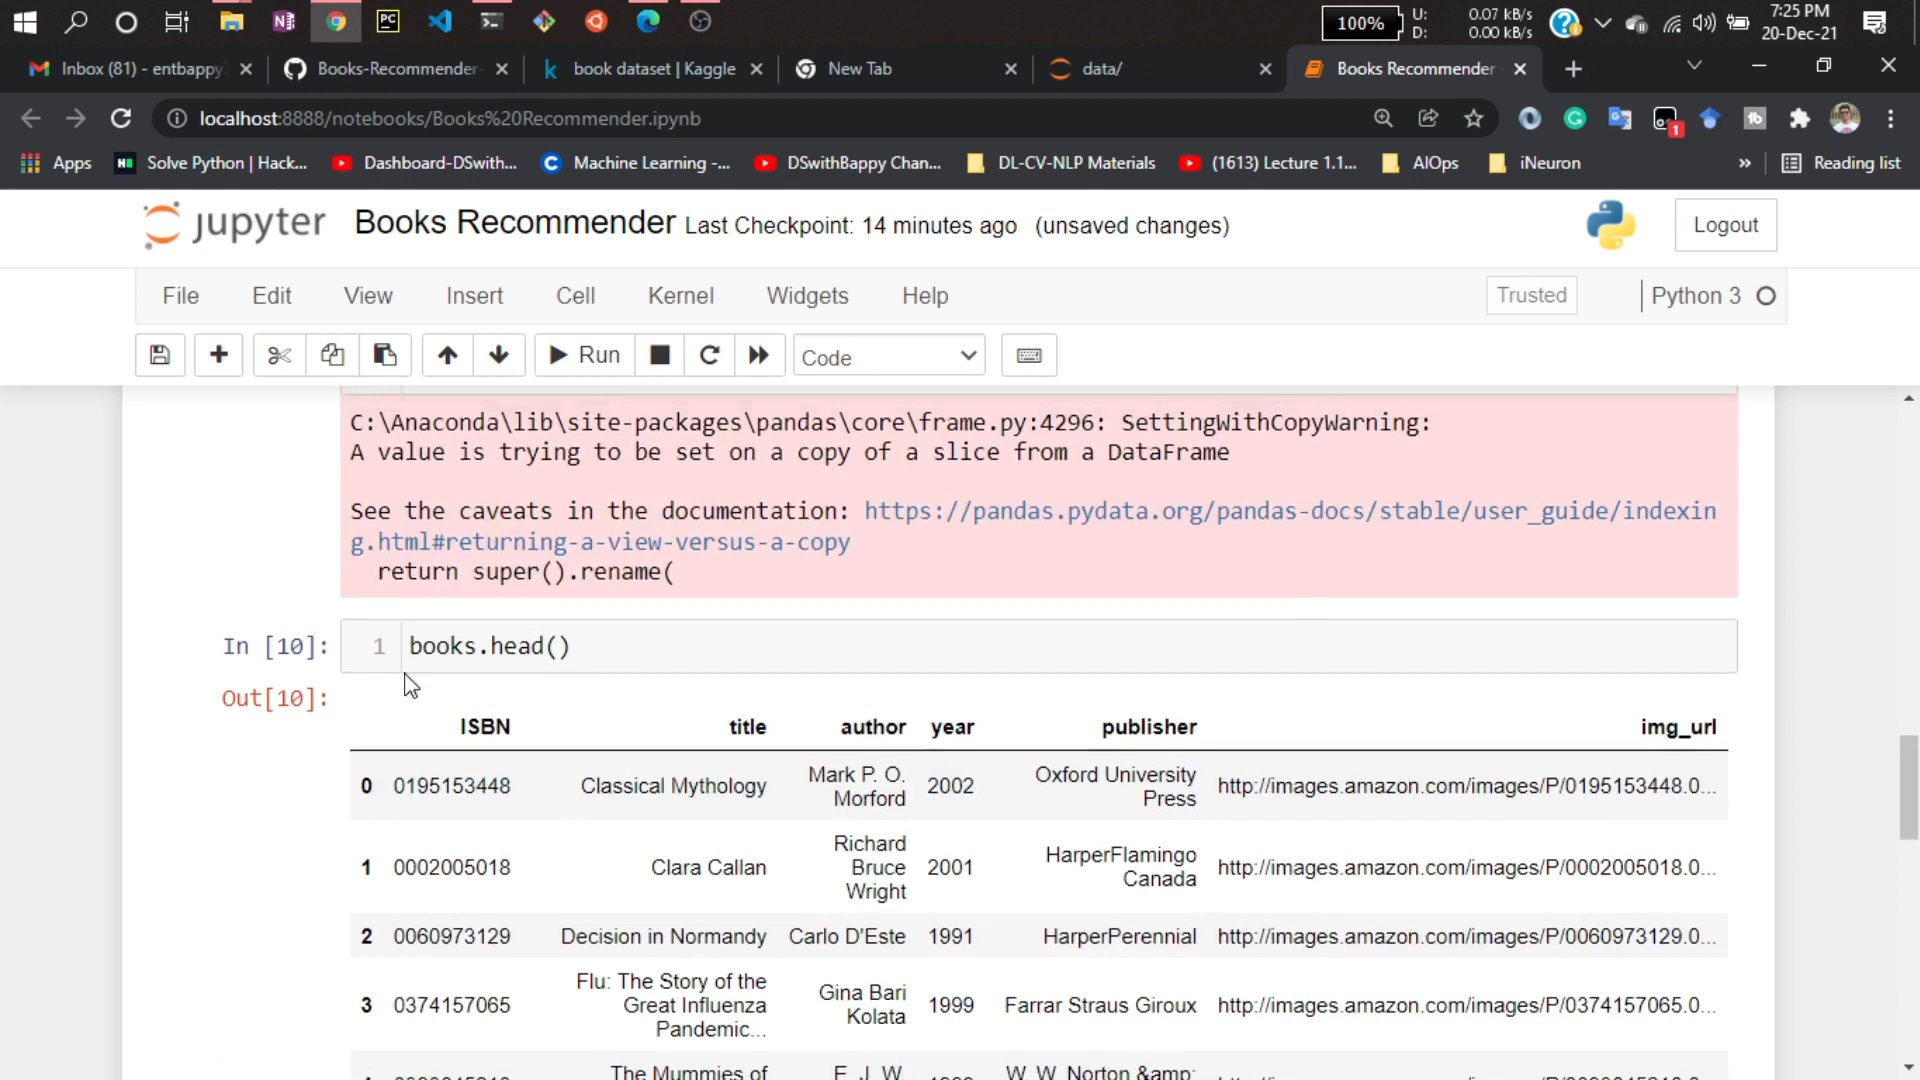 100%
U: 0.07 kB/s
D: 0.00 kB/s
7:25 PM
20-Dec-21
Inbox (81) - entbappy
Books-Recommender-
book dataset | Kaggle
New Tab
data/
Books Recommender
localhost:8888/notebooks/Books%20Recommender.ipynb
1
Apps
Solve Python | Hack...
Dashboard-DSwith...
Machine Learning -...
DSwithBappy Chan...
DL-CV-NLP Materials
(1613) Lecture 1.1...
AIOps
iNeuron
»
Reading list
jupyter Books Recommender Last Checkpoint: 14 minutes ago (unsaved changes)
Logout
File Edit View Insert Cell Kernel Widgets Help
Trusted
Python 3
Run
Code
C:\Anaconda\lib\site-packages\pandas\core\frame.py:4296: SettingWithCopyWarning:
A value is trying to be set on a copy of a slice from a DataFrame
See the caveats in the documentation: https://pandas.pydata.org/pandas-docs/stable/user_guide/indexin
g.html#returning-a-view-versus-a-copy
return super().rename(
In [10]: 1 books.head()
Out[10]:
ISBN title author year publisher img_url
0 0195153448 Classical Mythology Mark P. O. Morford 2002 Oxford University Press http://images.amazon.com/images/P/0195153448.0...
1 0002005018 Clara Callan Richard Bruce Wright 2001 HarperFlamingo Canada http://images.amazon.com/images/P/0002005018.0...
2 0060973129 Decision in Normandy Carlo D'Este 1991 HarperPerennial http://images.amazon.com/images/P/0060973129.0...
3 0374157065 Flu: The Story of the Great Influenza Pandemic... Gina Bari Kolata 1999 Farrar Straus Giroux http://images.amazon.com/images/P/0374157065.0...
The Mummies of E. J. W. W. W. Norton &amp;